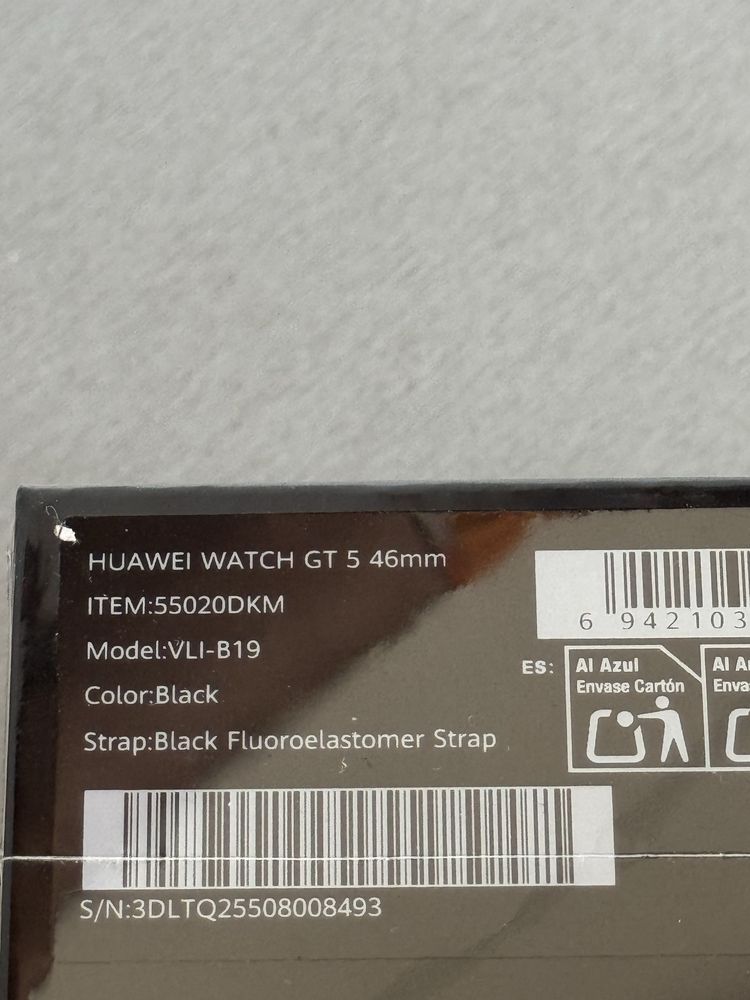 HUAWEI WATCH GT 5 46mm
ITEM:55020DKM
Model:VLI-B19
Color:Black
Strap:Black Fluoroelastomer Strap
S/N:3DLTQ25508008493
6 942103
ES:
Al Azul
Envase Cartón